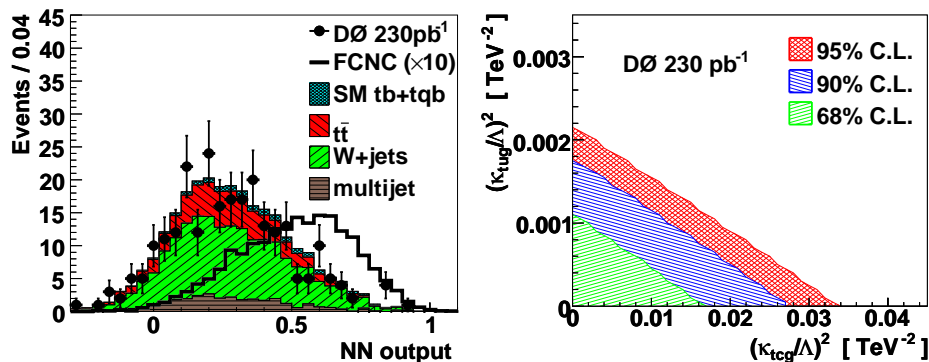 45
40
35
30
25
20
15
10
5
0
Events / 0.04
DØ 230pb⁻¹
FCNC (×10)
SM tb+tqb
tt̄
W+jets
multijet
0 0.5 1
NN output
(κtug/Λ)² [ TeV⁻² ]
0.003
0.002
0.001
0
DØ 230 pb⁻¹
95% C.L.
90% C.L.
68% C.L.
0 0.01 0.02 0.03 0.04
(κtcg/Λ)² [ TeV⁻² ]